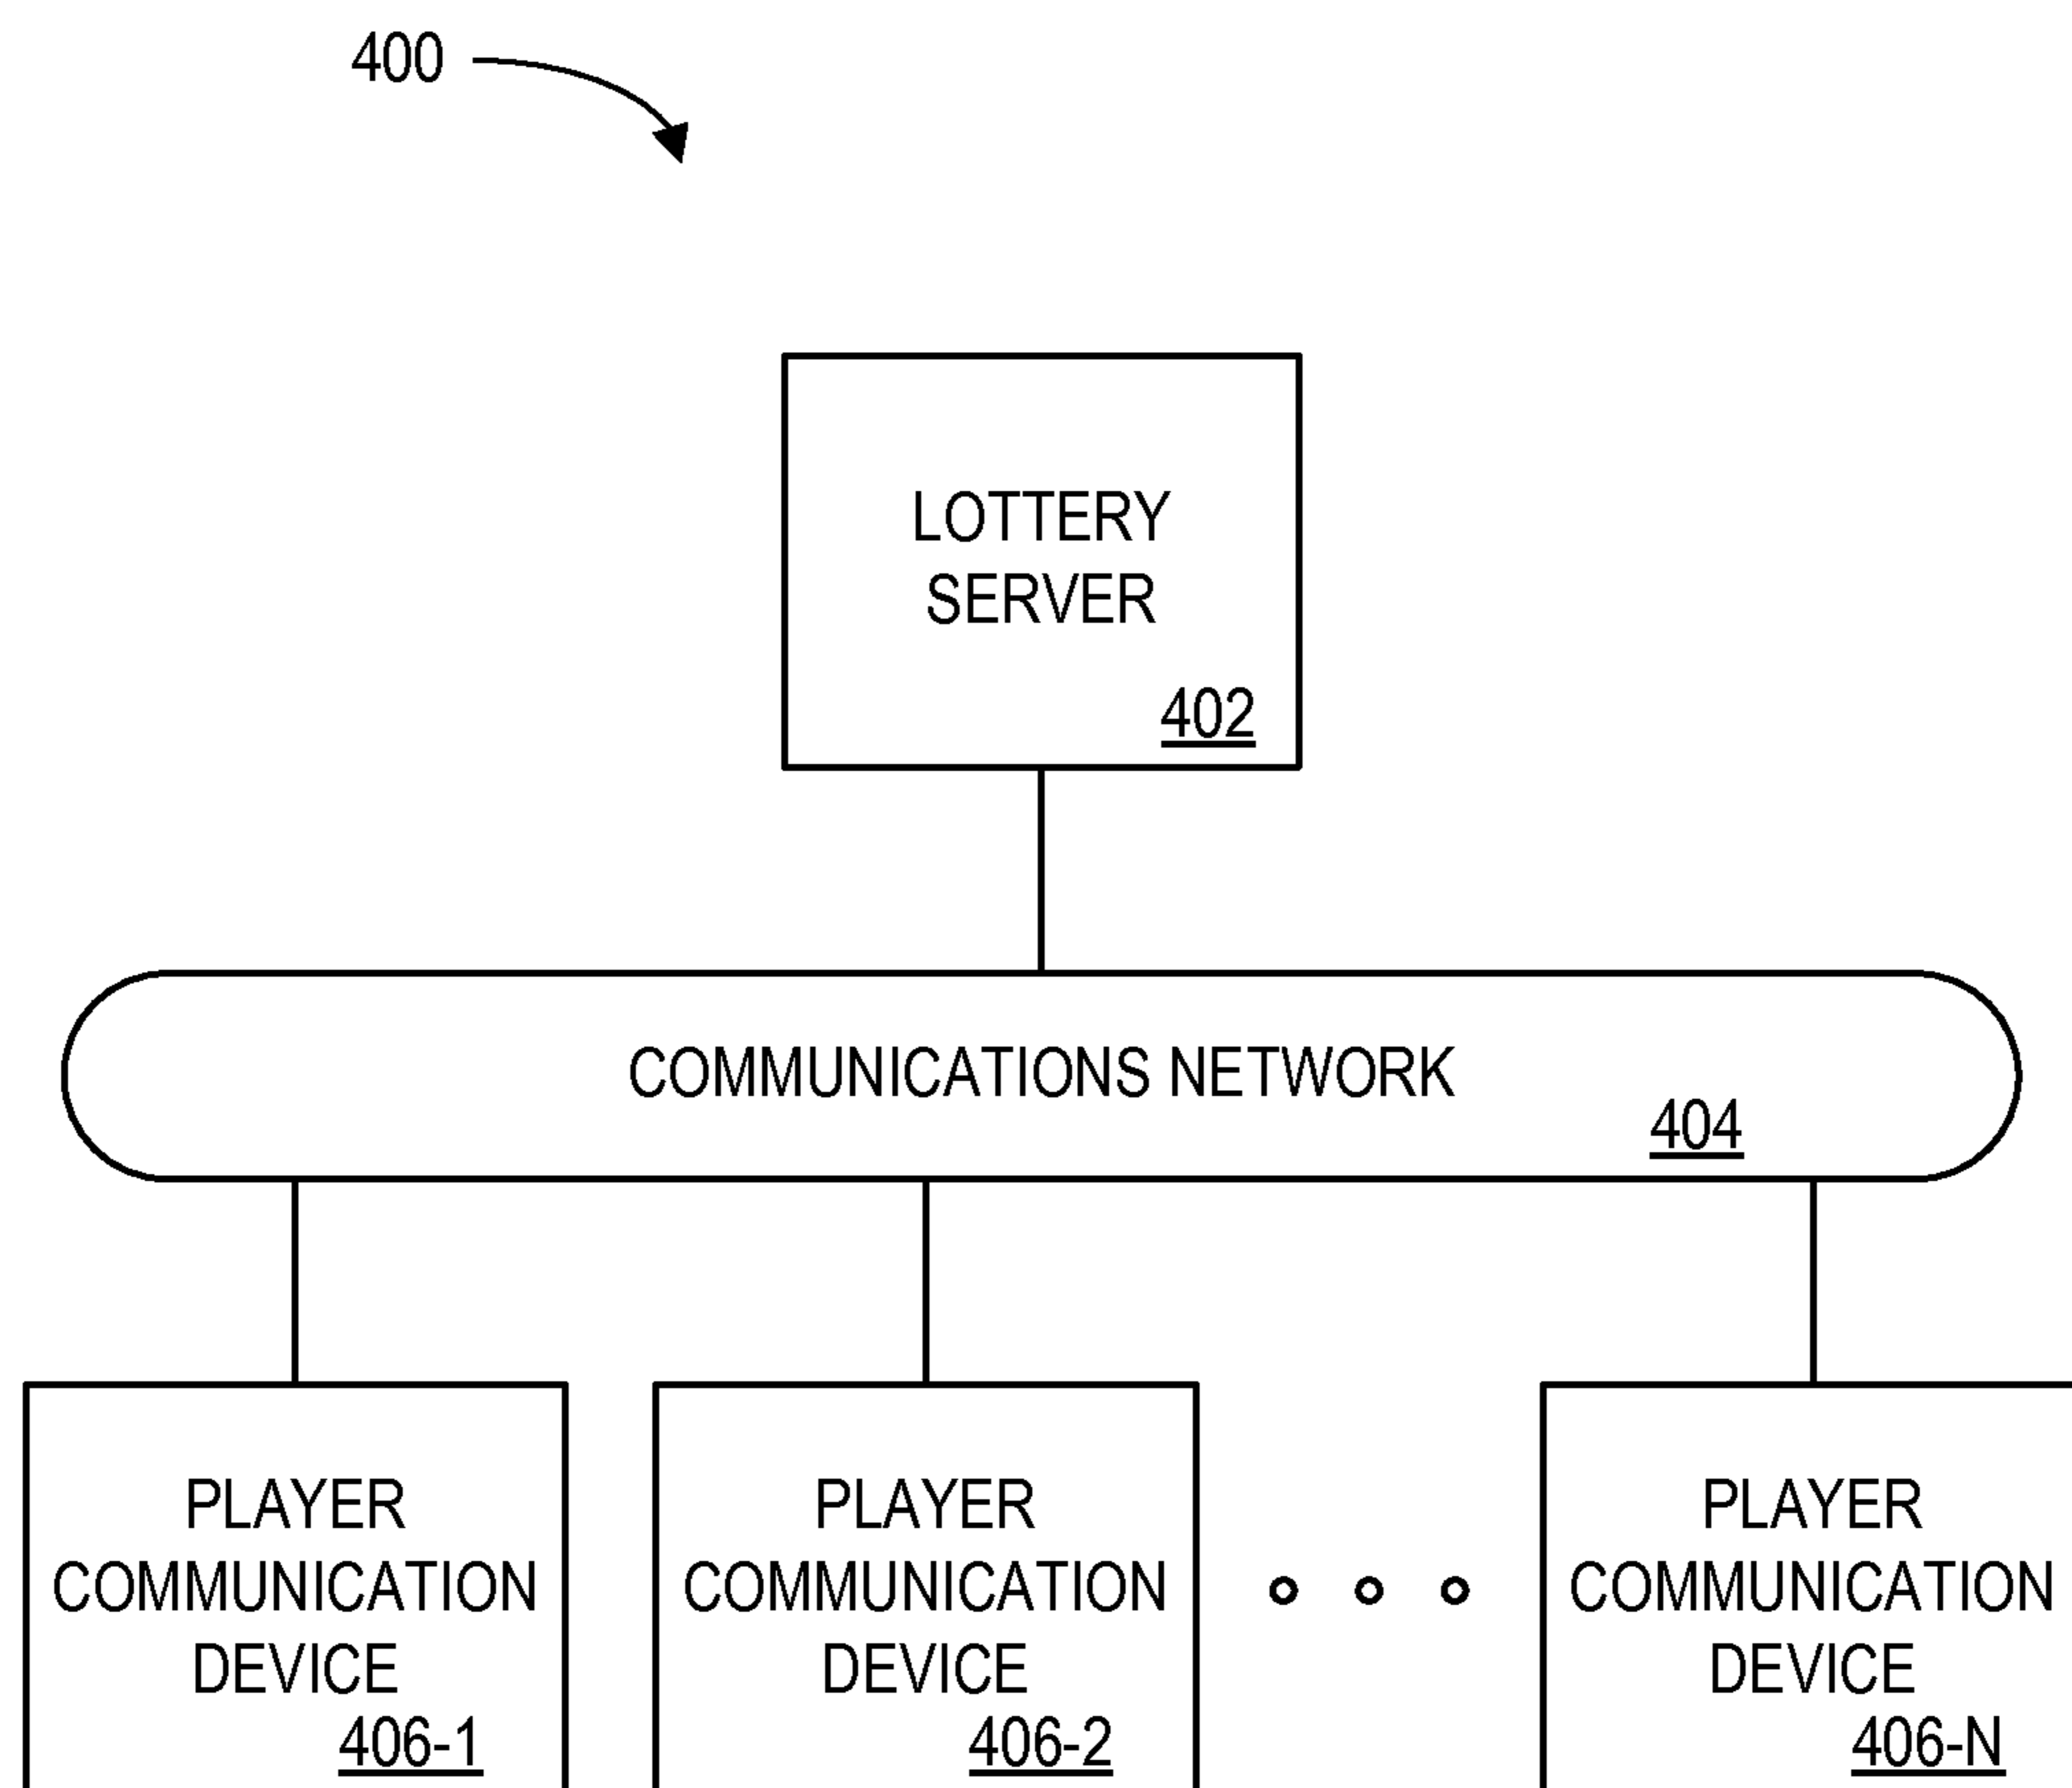 400
LOTTERY
SERVER
402
COMMUNICATIONS NETWORK
404
PLAYER
COMMUNICATION
DEVICE
406-1
PLAYER
COMMUNICATION
DEVICE
406-2
PLAYER
COMMUNICATION
DEVICE
406-N